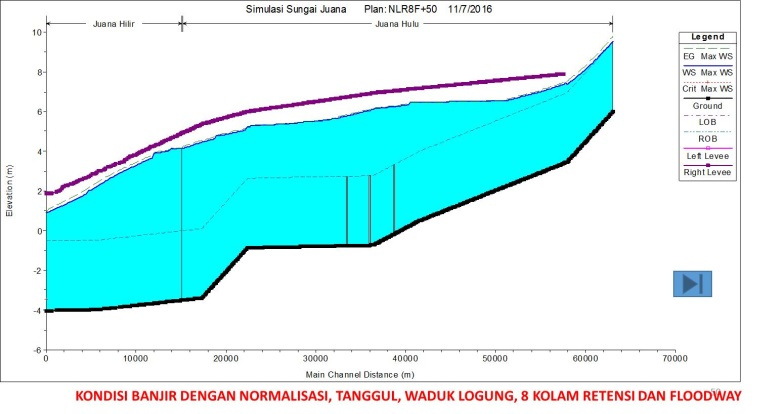 Simulasi Sungai Juana Plan: NLR8F+50 11/7/2016
Juana Hilir
Juana Hulu
10
8
6
4
2
0
-2
-4
-6
Elevation (m)
0
10000
20000
30000
40000
50000
60000
70000
Main Channel Distance (m)
Legend
EG Max WS
WS Max WS
Crit Max WS
Ground
LOB
ROB
Left Levee
Right Levee
KONDISI BANJIR DENGAN NORMALISASI, TANGGUL, WADUK LOGUNG, 8 KOLAM RETENSI DAN FLOODWAY